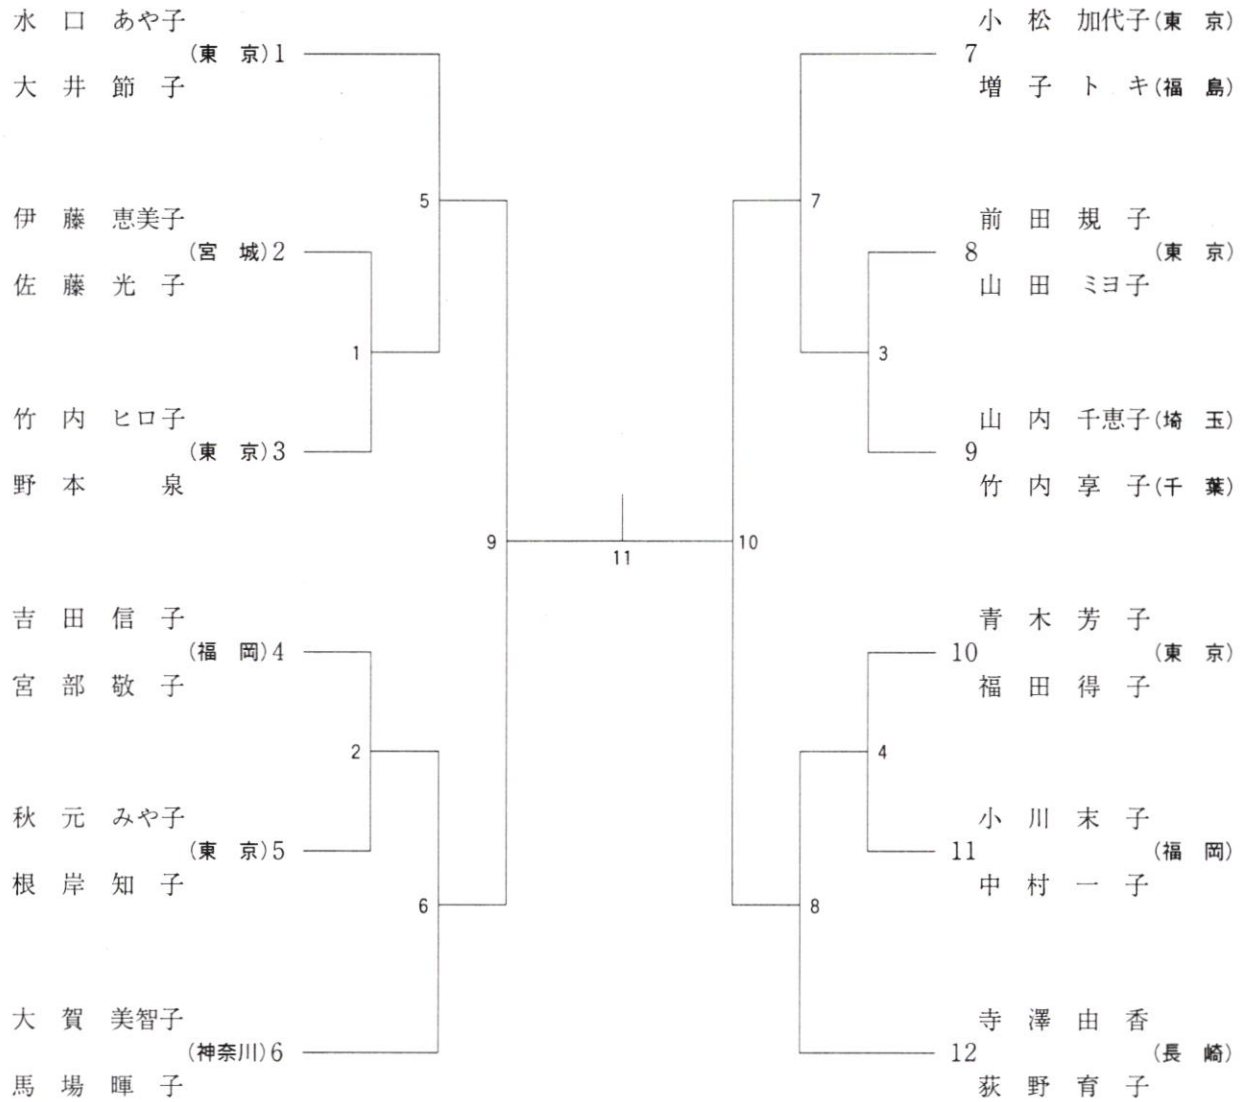 水口 あや子
(東京) 1
大井節子
5
伊藤 恵美子
(宮城) 2
佐藤光子
1
竹内 ヒロ子
(東京) 3
野本 泉
9
吉田信子
(福岡) 4
宮部敬子
2
秋元 みや子
(東京) 5
根岸知子
6
大賀 美智子
(神奈川) 6
馬場暉子
11
小松 加代子 (東京)
7
増子トキ (福島)
7
前田規子
8 (東京)
山田 ミヨ子
3
山内 千恵子 (埼玉)
9
竹内享子 (千葉)
10
青木芳子
10 (東京)
福田得子
4
小川末子
11 (福岡)
中村一子
8
寺澤由香
12 (長崎)
荻野育子